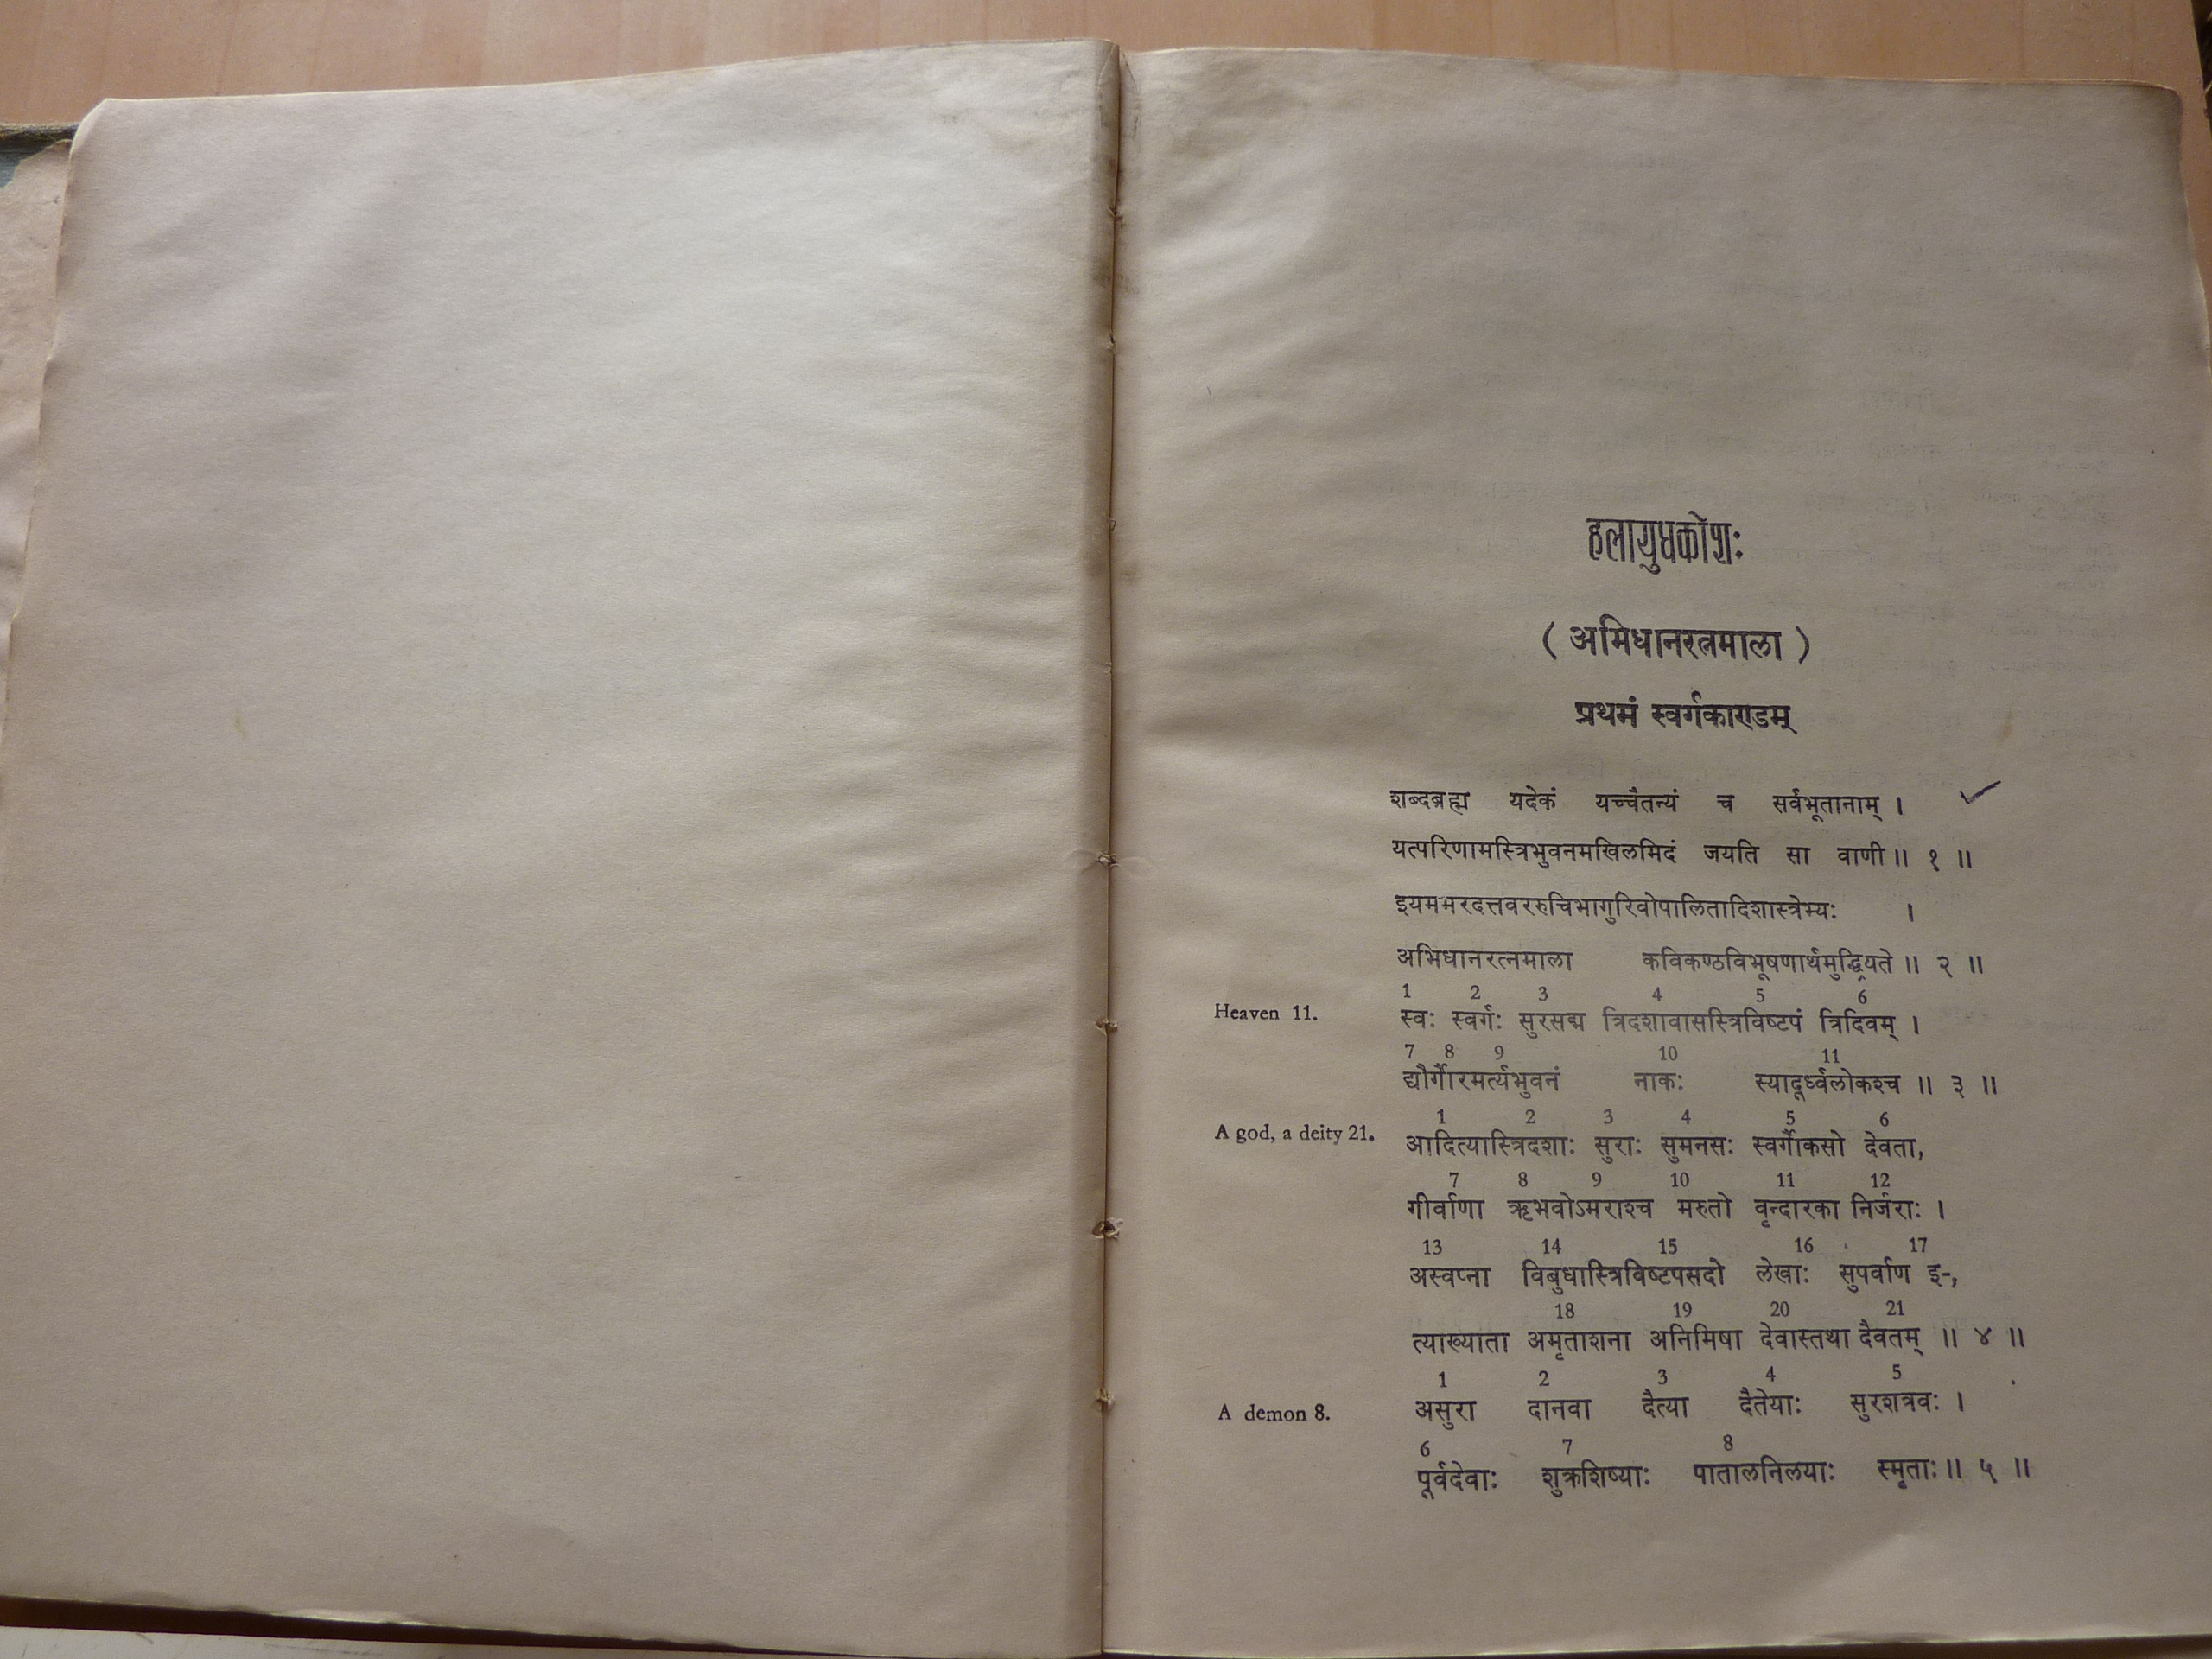 हलायुधकोशः
( अभिधानरत्नमाला )
प्रथमं स्वर्गकाण्डम्
शब्दब्रह्म यदेकं यच्चैतन्यं च सर्वभूतानाम् ।
यत्परिणामस्त्रिभुवनमखिलमिदं जयति सा वाणी ॥ १ ॥
इयममरदत्तवररुचिभागुरिवोपालितादिशास्त्रेभ्यः ।
अभिधानरत्नमाला कविकण्ठविभूषणार्थमुद्ध्रियते ॥ २ ॥
1 2 3 4 5 6
Heaven 11. स्वः स्वर्गः सुरसद्म त्रिदशावासस्त्रिविष्टपं त्रिदिवम् ।
7 8 9 10 11
द्यौर्गौरमर्त्यभुवनं नाकः स्यादूर्ध्वलोकश्च ॥ ३ ॥
1 2 3 4 5 6
A god, a deity 21. आदित्यास्त्रिदशाः सुराः सुमनसः स्वर्गौकसो देवता,
7 8 9 10 11 12
गीर्वाणा ऋभवोऽमराश्च मरुतो वृन्दारका निर्जराः ।
13 14 15 16 17
अस्वप्ना विबुधास्त्रिविष्टपसदो लेखाः सुपर्वाण इ-,
18 19 20 21
त्याख्याता अमृताशना अनिमिषा देवास्तथा दैवतम् ॥ ४ ॥
1 2 3 4 5
A demon 8. असुरा दानवा दैत्या दैतेयाः सुरशत्रवः ।
6 7 8
पूर्वदेवाः शुक्रशिष्याः पातालनिलयाः स्मृताः ॥ ५ ॥